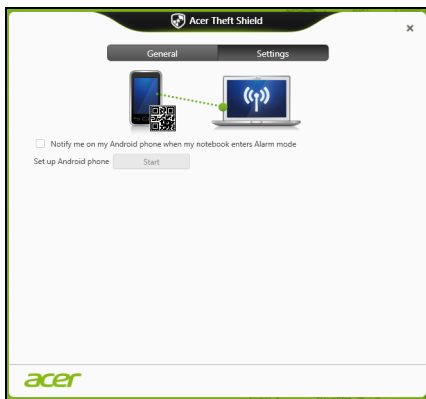 Acer Theft Shield
General Settings
Notify me on my Android phone when my notebook enters Alarm mode
Set up Android phone Start
acer